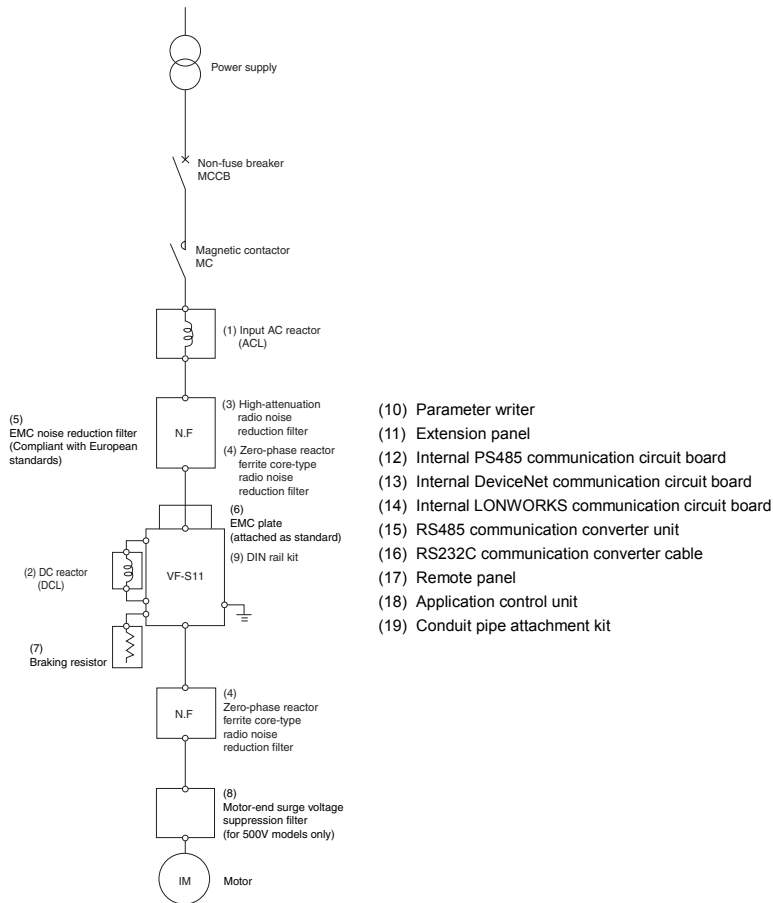 Power supply
Non-fuse breaker
MCCB
Magnetic contactor
MC
(1) Input AC reactor
(ACL)
(5)
EMC noise reduction filter
(Compliant with European
standards)
N.F
(3) High-attenuation
radio noise
reduction filter
(4) Zero-phase reactor
ferrite core-type
radio noise
reduction filter
(6)
EMC plate
(attached as standard)
(9) DIN rail kit
(2) DC reactor
(DCL)
VF-S11
(7)
Braking resistor
N.F
(4)
Zero-phase reactor
ferrite core-type
radio noise
reduction filter
(8)
Motor-end surge voltage
suppression filter
(for 500V models only)
IM
Motor
(10) Parameter writer
(11) Extension panel
(12) Internal PS485 communication circuit board
(13) Internal DeviceNet communication circuit board
(14) Internal LONWORKS communication circuit board
(15) RS485 communication converter unit
(16) RS232C communication converter cable
(17) Remote panel
(18) Application control unit
(19) Conduit pipe attachment kit